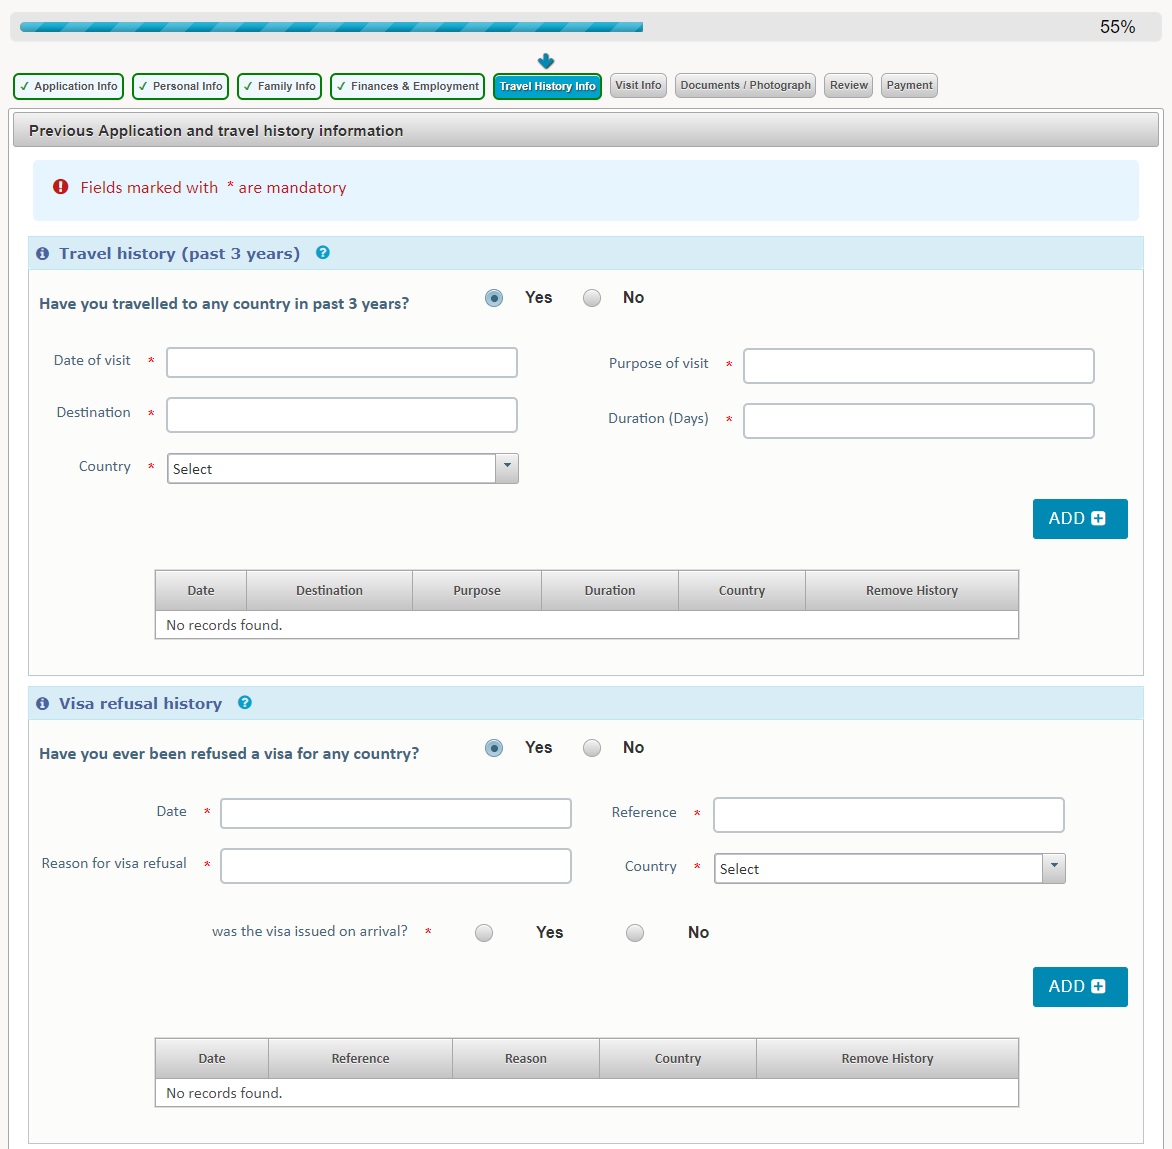 55%
✓ Application Info ✓ Personal Info ✓ Family Info ✓ Finances & Employment Travel History Info Visit Info Documents / Photograph Review Payment
Previous Application and travel history information
Fields marked with * are mandatory
Travel history (past 3 years)
Have you travelled to any country in past 3 years? Yes No
Date of visit * Purpose of visit *
Destination * Duration (Days) *
Country * Select
ADD
Date Destination Purpose Duration Country Remove History
No records found.
Visa refusal history
Have you ever been refused a visa for any country? Yes No
Date * Reference *
Reason for visa refusal * Country * Select
was the visa issued on arrival? * Yes No
ADD
Date Reference Reason Country Remove History
No records found.